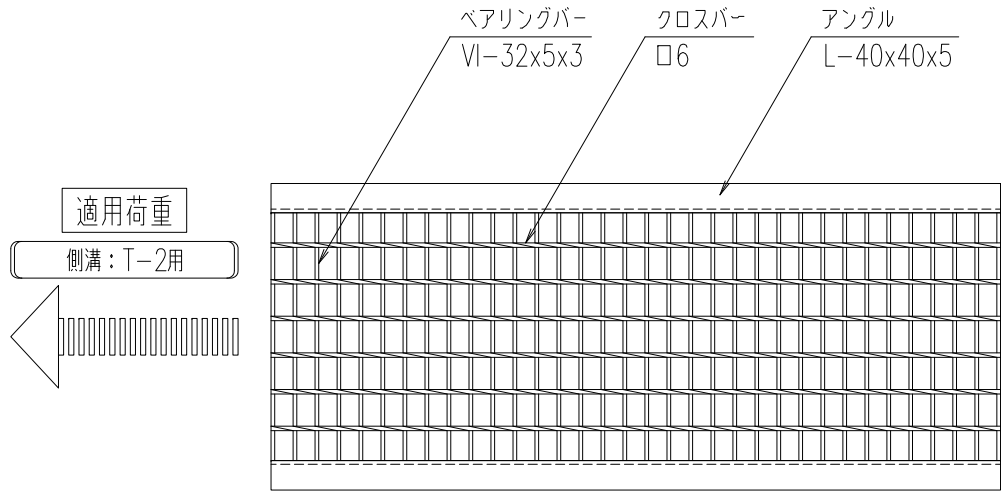 ベアリングバー
VI-32x5x3
クロスバー
□6
アングル
L-40x40x5
適用荷重
側溝：T-2用